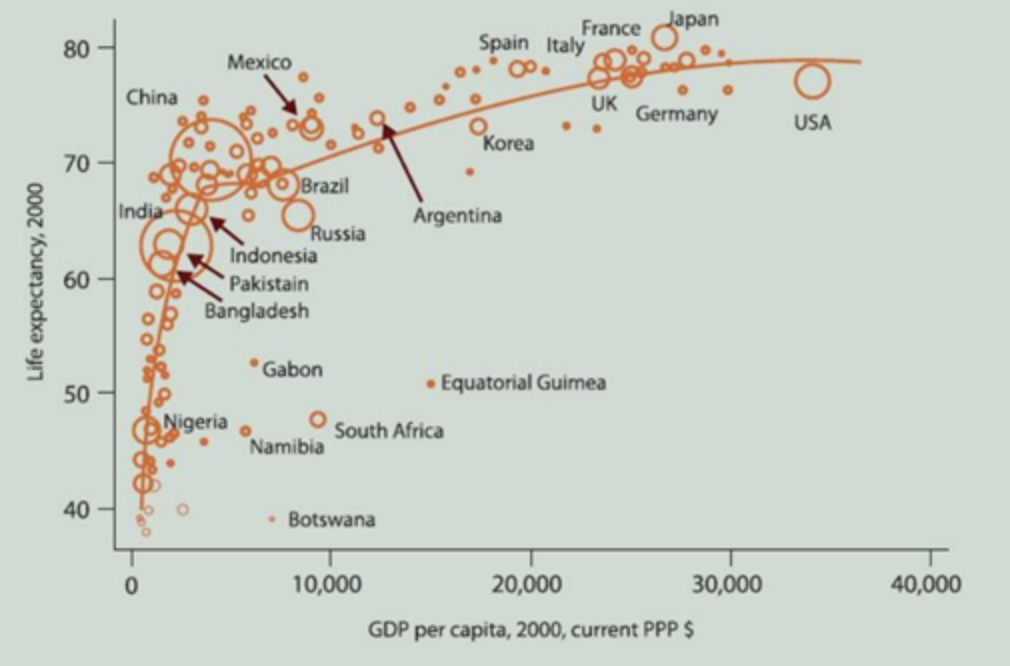 Japan
France
Spain
Italy
Mexico
China
UK
Germany
USA
Korea
Brazil
Argentina
India
Russia
Indonesia
Pakistain
Bangladesh
Gabon
Equatorial Guimea
Nigeria
South Africa
Namibia
Botswana
Life expectancy, 2000
80
70
60
50
40
0
10,000
20,000
30,000
40,000
GDP per capita, 2000, current PPP $